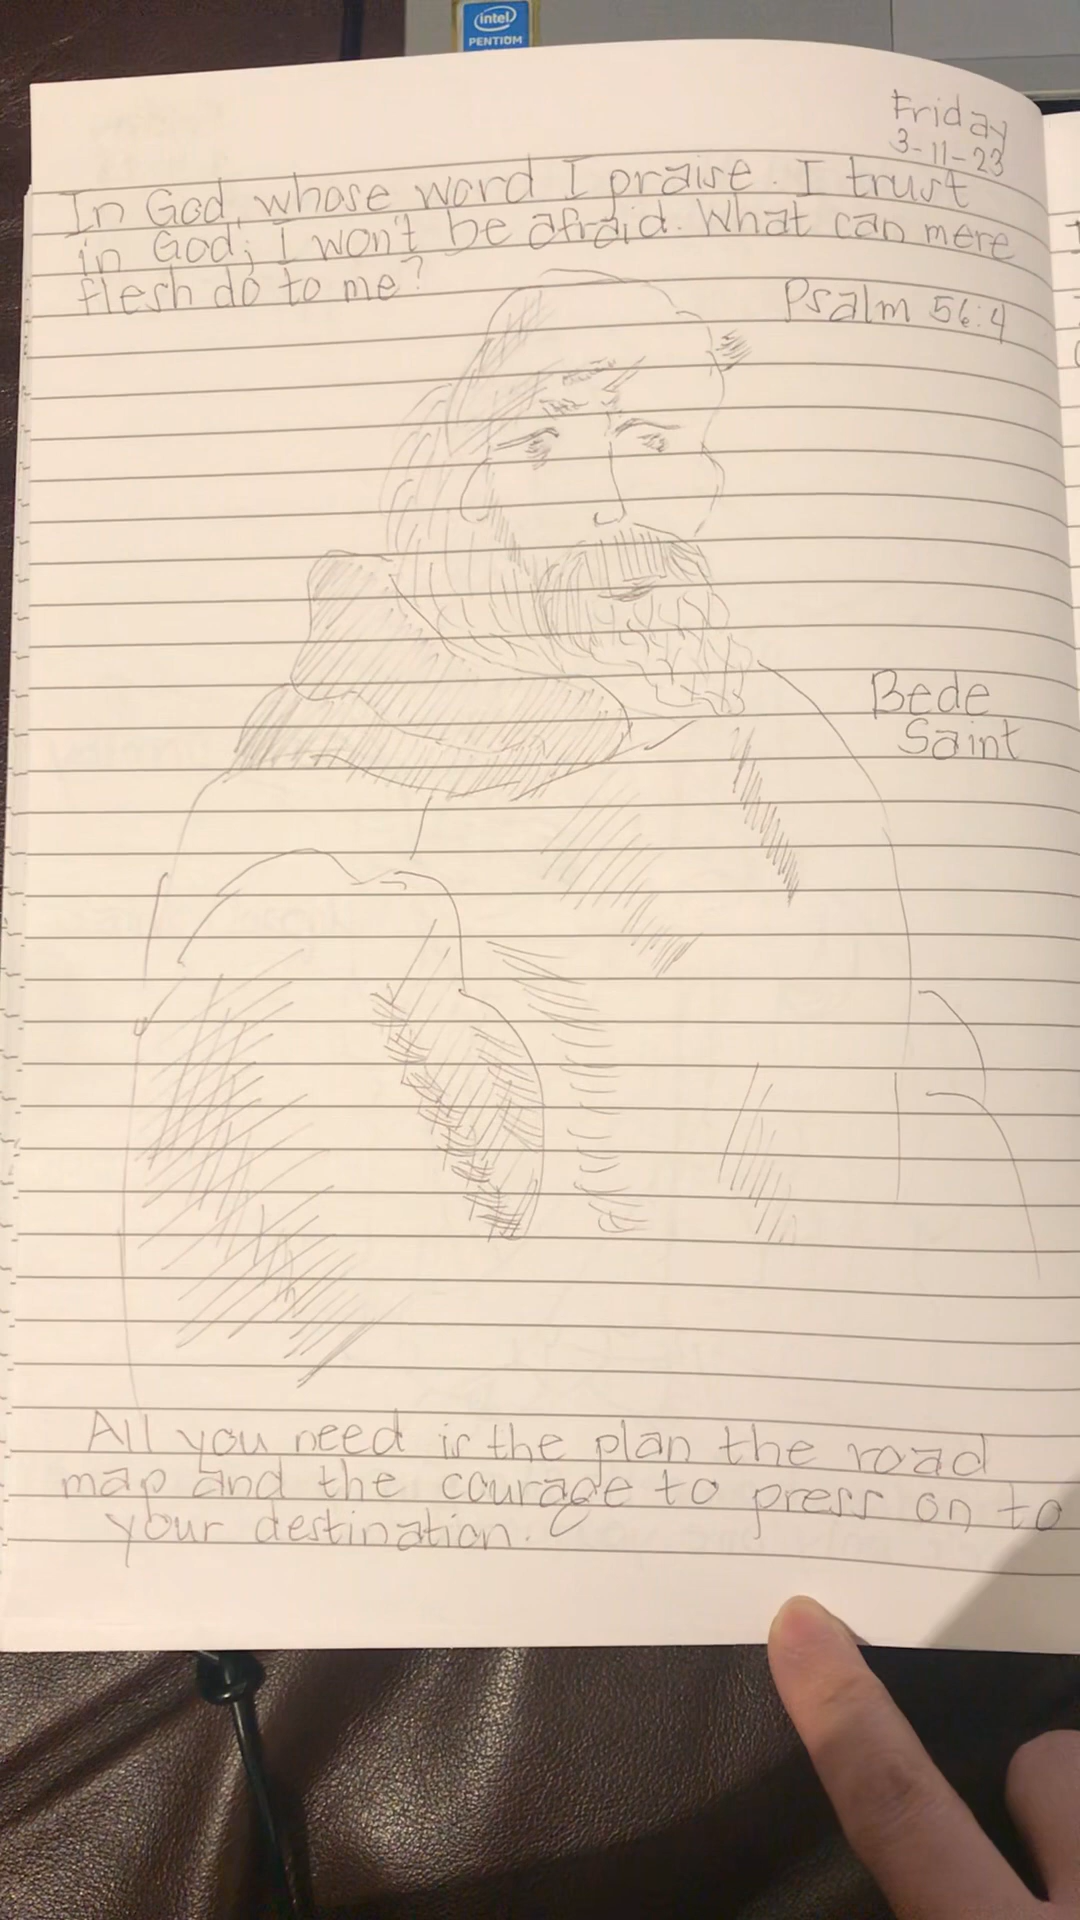 intel
PENTIUM
Friday
3-11-23
In God, whose word I praise. I trust
in God; I won't be afraid. What can mere
flesh do to me?
Psalm 56:4
Bede
Saint
All you need is the plan the road
map and the courage to press on to
your destination.